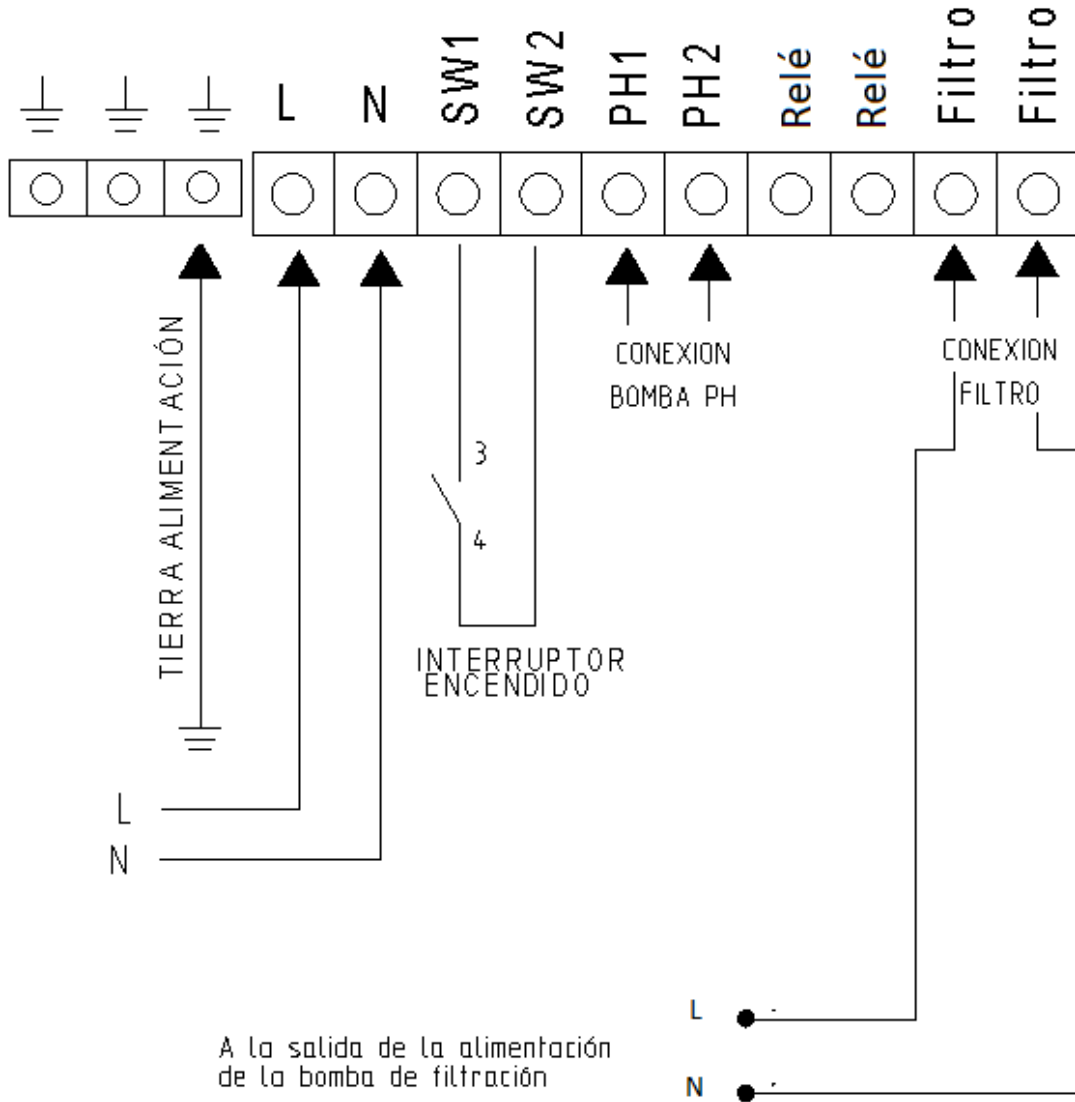 L
N
SW1
SW2
PH1
PH2
Relé
Relé
Filtro
Filtro
TIERRA ALIMENTACIÓN
CONEXION
BOMBA PH
CONEXION
FILTRO
3
4
INTERRUPTOR
ENCENDIDO
L
N
A la salida de la alimentación
de la bomba de filtración
L
N